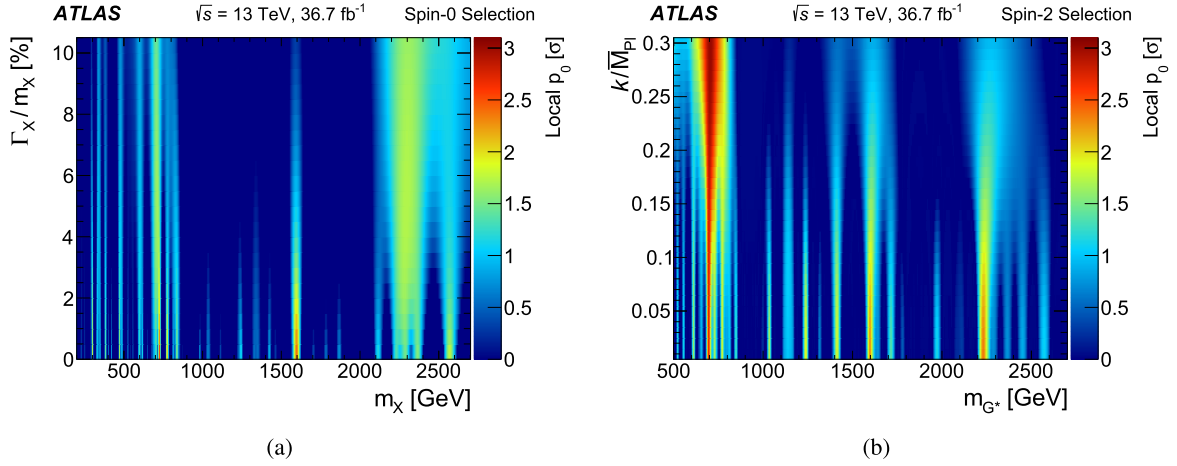 ATLAS √s = 13 TeV, 36.7 fb⁻¹ Spin-0 Selection
Γ_X / m_X [%]
10
8
6
4
2
0
500 1000 1500 2000 2500
m_X [GeV]
3
2.5
2
1.5
1
0.5
0
Local p₀ [σ]
(a)
ATLAS √s = 13 TeV, 36.7 fb⁻¹ Spin-2 Selection
k/M̅_Pl
0.3
0.25
0.2
0.15
0.1
0.05
500 1000 1500 2000 2500
m_G* [GeV]
3
2.5
2
1.5
1
0.5
0
Local p₀ [σ]
(b)